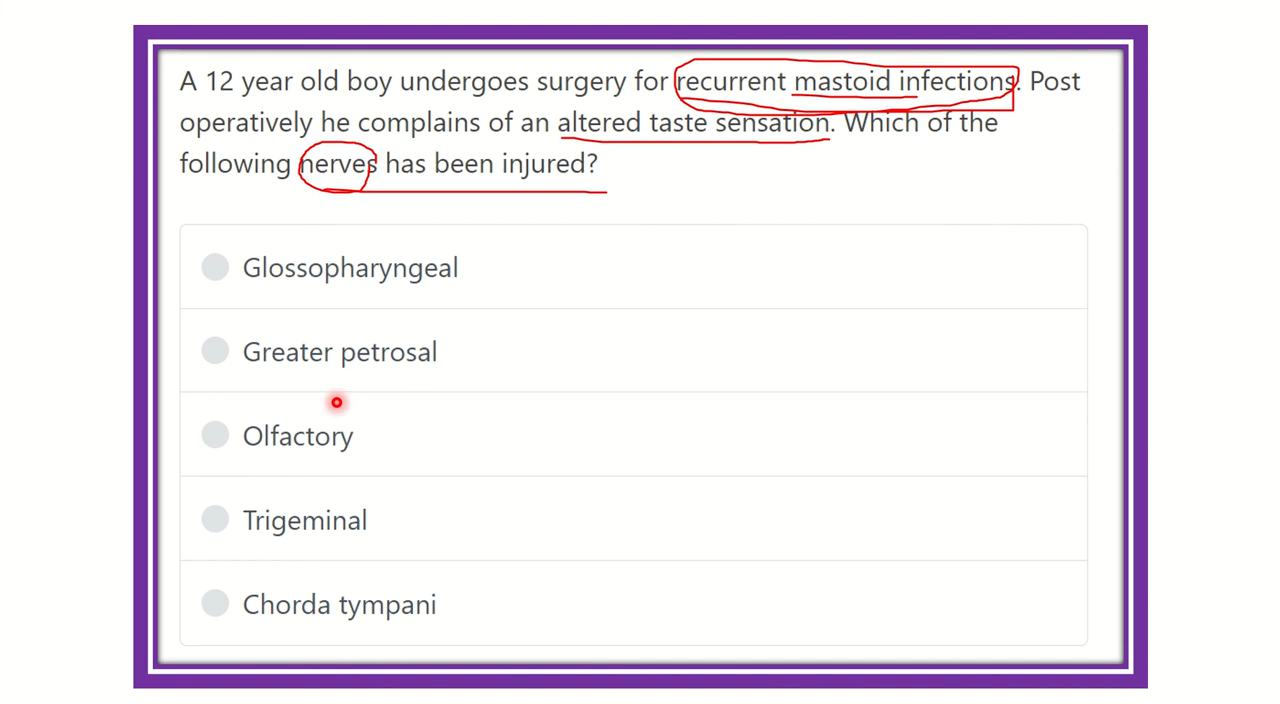 A 12 year old boy undergoes surgery for recurrent mastoid infections. Post
operatively he complains of an altered taste sensation. Which of the
following nerves has been injured?
Glossopharyngeal
Greater petrosal
Olfactory
Trigeminal
Chorda tympani